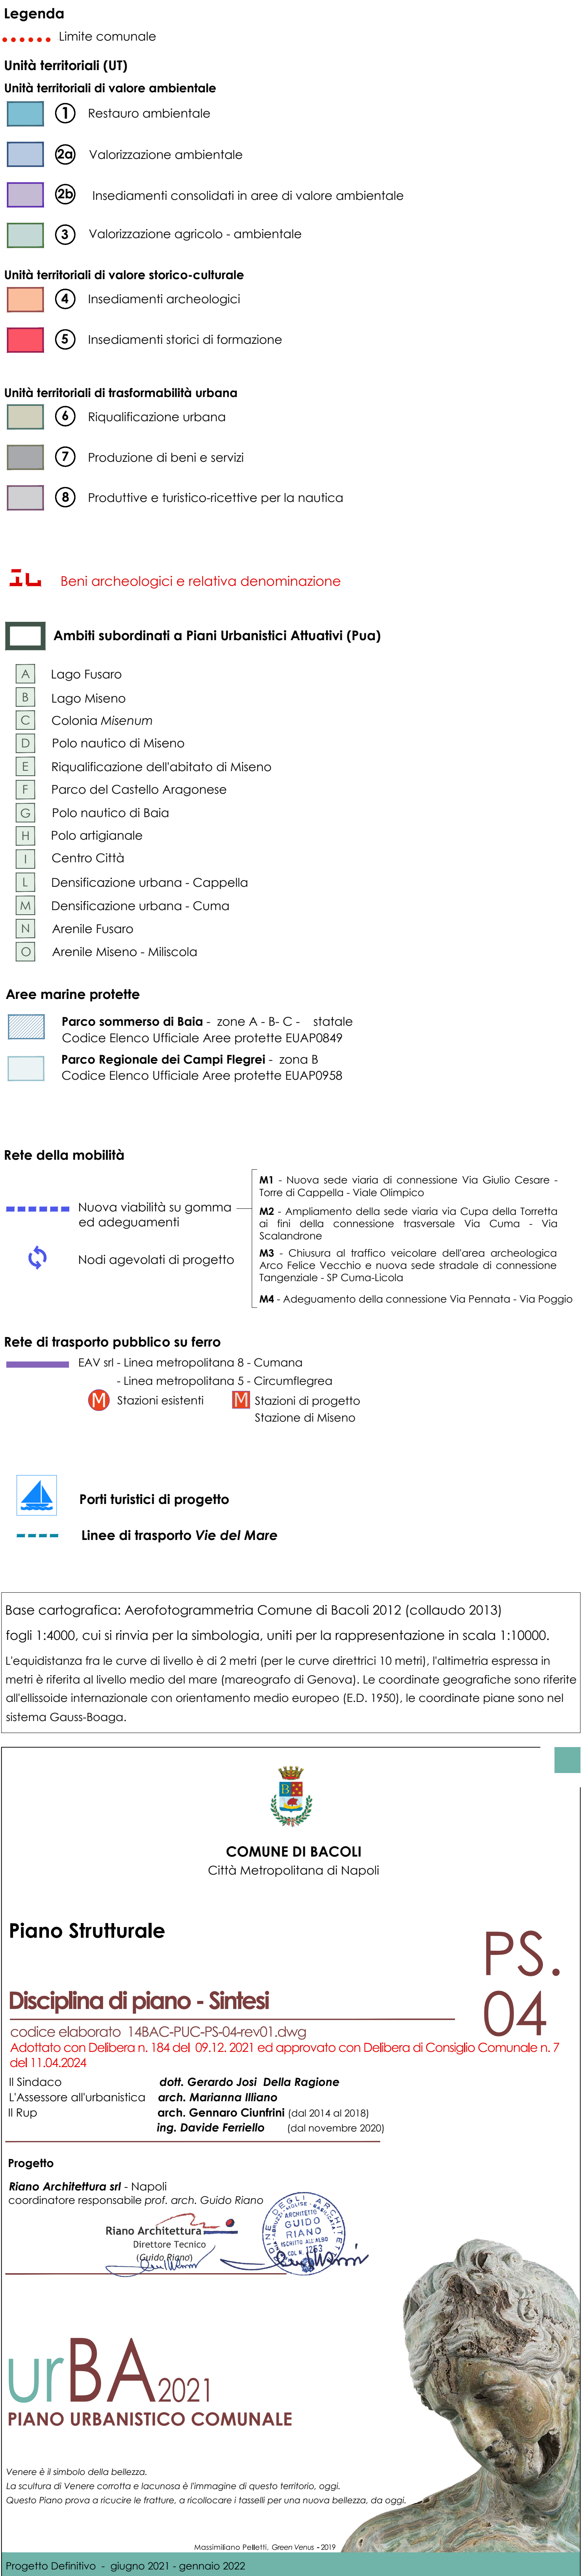 Legenda
Limite comunale
Unità territoriali (UT)
Unità territoriali di valore ambientale
1 Restauro ambientale
2a Valorizzazione ambientale
2b Insediamenti consolidati in aree di valore ambientale
3 Valorizzazione agricolo - ambientale
Unità territoriali di valore storico-culturale
4 Insediamenti archeologici
5 Insediamenti storici di formazione
Unità territoriali di trasformabilità urbana
6 Riqualificazione urbana
7 Produzione di beni e servizi
8 Produttive e turistico-ricettive per la nautica
Beni archeologici e relativa denominazione
Ambiti subordinati a Piani Urbanistici Attuativi (Pua)
A Lago Fusaro
B Lago Miseno
C Colonia Misenum
D Polo nautico di Miseno
E Riqualificazione dell'abitato di Miseno
F Parco del Castello Aragonese
G Polo nautico di Baia
H Polo artigianale
I Centro Città
L Densificazione urbana - Cappella
M Densificazione urbana - Cuma
N Arenile Fusaro
O Arenile Miseno - Miliscola
Aree marine protette
Parco sommerso di Baia - zone A - B- C - statale
Codice Elenco Ufficiale Aree protette EUAP0849
Parco Regionale dei Campi Flegrei - zona B
Codice Elenco Ufficiale Aree protette EUAP0958
Rete della mobilità
Nuova viabilità su gomma
ed adeguamenti
Nodi agevolati di progetto
M1 - Nuova sede viaria di connessione Via Giulio Cesare -
Torre di Cappella - Viale Olimpico
M2 - Ampliamento della sede viaria via Cupa della Torretta
ai fini della connessione trasversale Via Cuma - Via
Scalandrone
M3 - Chiusura al traffico veicolare dell'area archeologica
Arco Felice Vecchio e nuova sede stradale di connessione
Tangenziale - SP Cuma-Licola
M4 - Adeguamento della connessione Via Pennata - Via Poggio
Rete di trasporto pubblico su ferro
EAV srl - Linea metropolitana 8 - Cumana
- Linea metropolitana 5 - Circumflegrea
M Stazioni esistenti M Stazioni di progetto
Stazione di Miseno
Porti turistici di progetto
Linee di trasporto Vie del Mare
Base cartografica: Aerofotogrammetria Comune di Bacoli 2012 (collaudo 2013)
fogli 1:4000, cui si rinvia per la simbologia, uniti per la rappresentazione in scala 1:10000.
L'equidistanza fra le curve di livello è di 2 metri (per le curve direttrici 10 metri), l'altimetria espressa in
metri è riferita al livello medio del mare (mareografo di Genova). Le coordinate geografiche sono riferite
all'ellissoide internazionale con orientamento medio europeo (E.D. 1950), le coordinate piane sono nel
sistema Gauss-Boaga.
COMUNE DI BACOLI
Città Metropolitana di Napoli
Piano Strutturale
PS.
04
Disciplina di piano - Sintesi
codice elaborato 14BAC-PUC-PS-04-rev01.dwg
Adottato con Delibera n. 184 del 09.12. 2021 ed approvato con Delibera di Consiglio Comunale n. 7
del 11.04.2024
Il Sindaco dott. Gerardo Josi Della Ragione
L'Assessore all'urbanistica arch. Marianna Illiano
Il Rup arch. Gennaro Ciunfrini (dal 2014 al 2018)
ing. Davide Ferriello (dal novembre 2020)
Progetto
Riano Architettura srl - Napoli
coordinatore responsabile prof. arch. Guido Riano
Riano Architettura
Direttore Tecnico
(Guido Riano)
ARCHITETTO
GUIDO
RIANO
ISCRITTO ALL'ALBO
COL N. 1263
urBA2021
PIANO URBANISTICO COMUNALE
Venere è il simbolo della bellezza.
La scultura di Venere corrotta e lacunosa è l'immagine di questo territorio, oggi.
Questo Piano prova a ricucire le fratture, a ricollocare i tasselli per una nuova bellezza, da oggi.
Massimiliano Pelletti, Green Venus - 2019
Progetto Definitivo - giugno 2021 - gennaio 2022